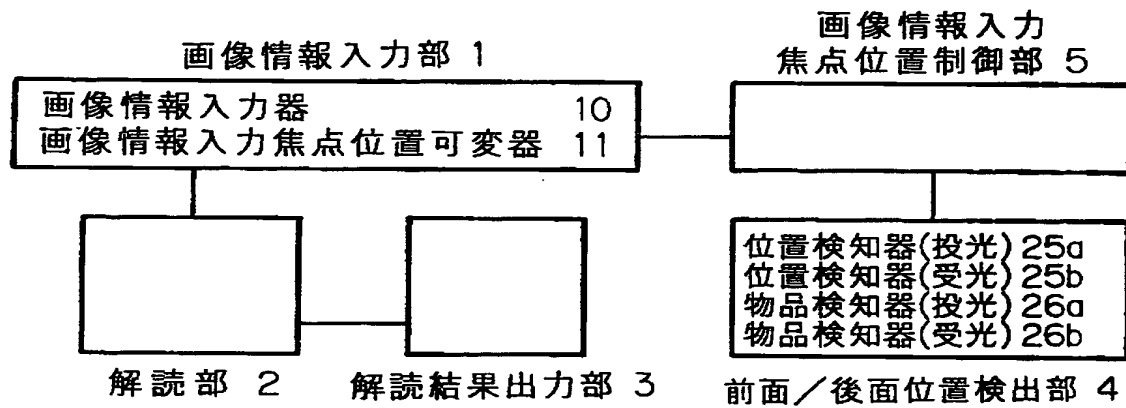 画像情報入力部 1
画像情報入力器 10
画像情報入力焦点位置可変器 11
画像情報入力
焦点位置制御部 5
位置検知器(投光) 25a
位置検知器(受光) 25b
物品検知器(投光) 26a
物品検知器(受光) 26b
解読部 2
解読結果出力部 3
前面/後面位置検出部 4